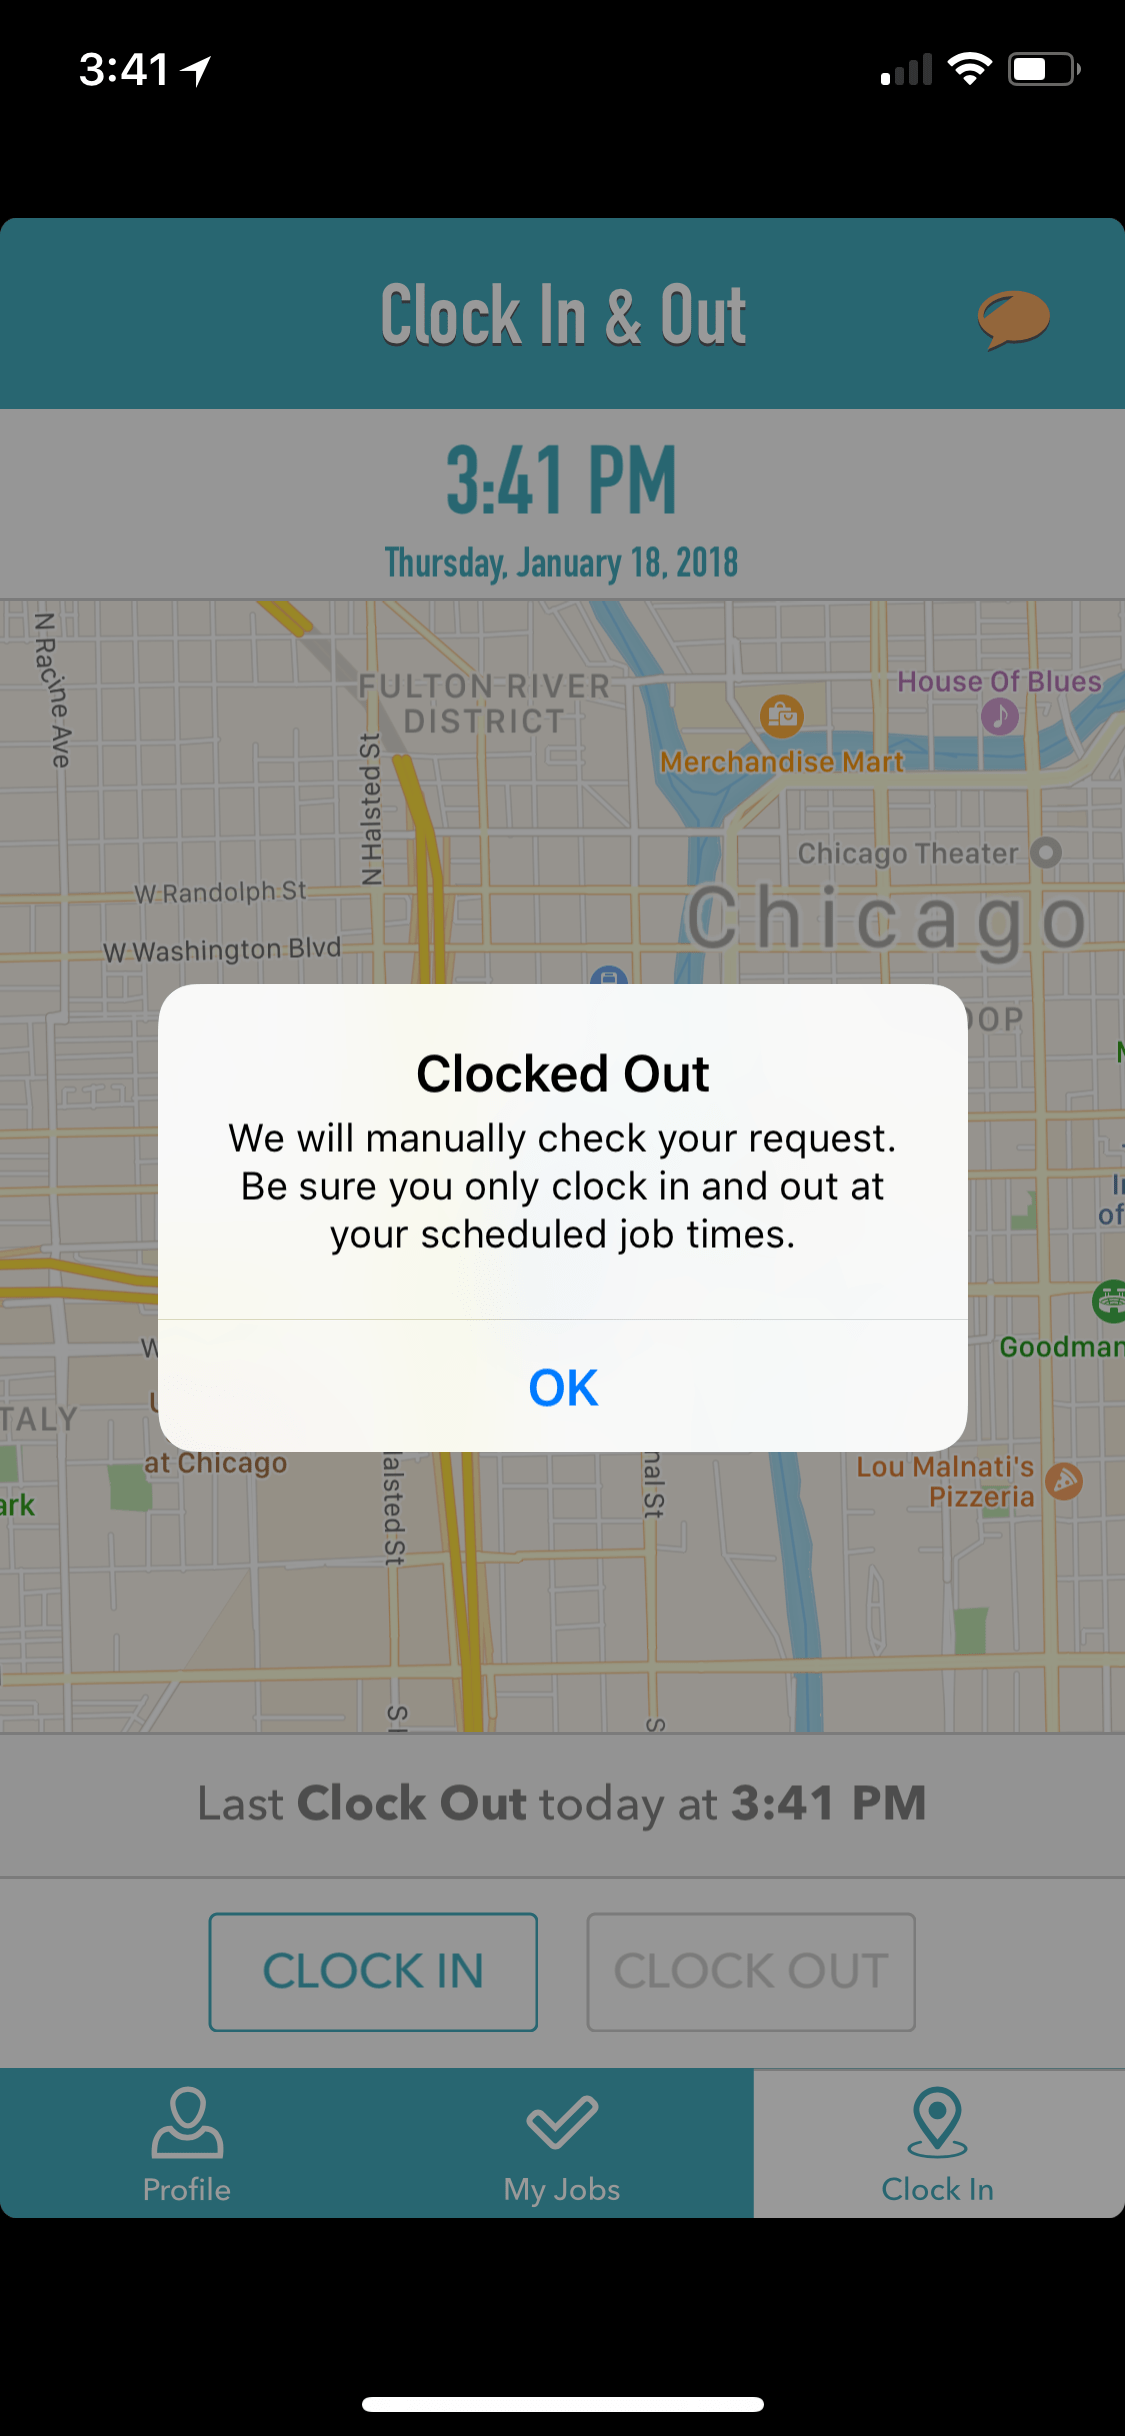 3:41
Clock In & Out
3:41 PM
Thursday, January 18, 2018
N Racine Ave
FULTON RIVER
DISTRICT
House Of Blues
Merchandise Mart
N Halsted St
Chicago Theater
W Randolph St
Chicago
W Washington Blvd
OOP
Clocked Out
We will manually check your request.
Be sure you only clock in and out at
your scheduled job times.
of
Goodman
W
OK
TALY
at Chicago
alsted St
nal St
Lou Malnati's
Pizzeria
ark
S
S
Last Clock Out today at 3:41 PM
CLOCK IN
CLOCK OUT
Profile
My Jobs
Clock In